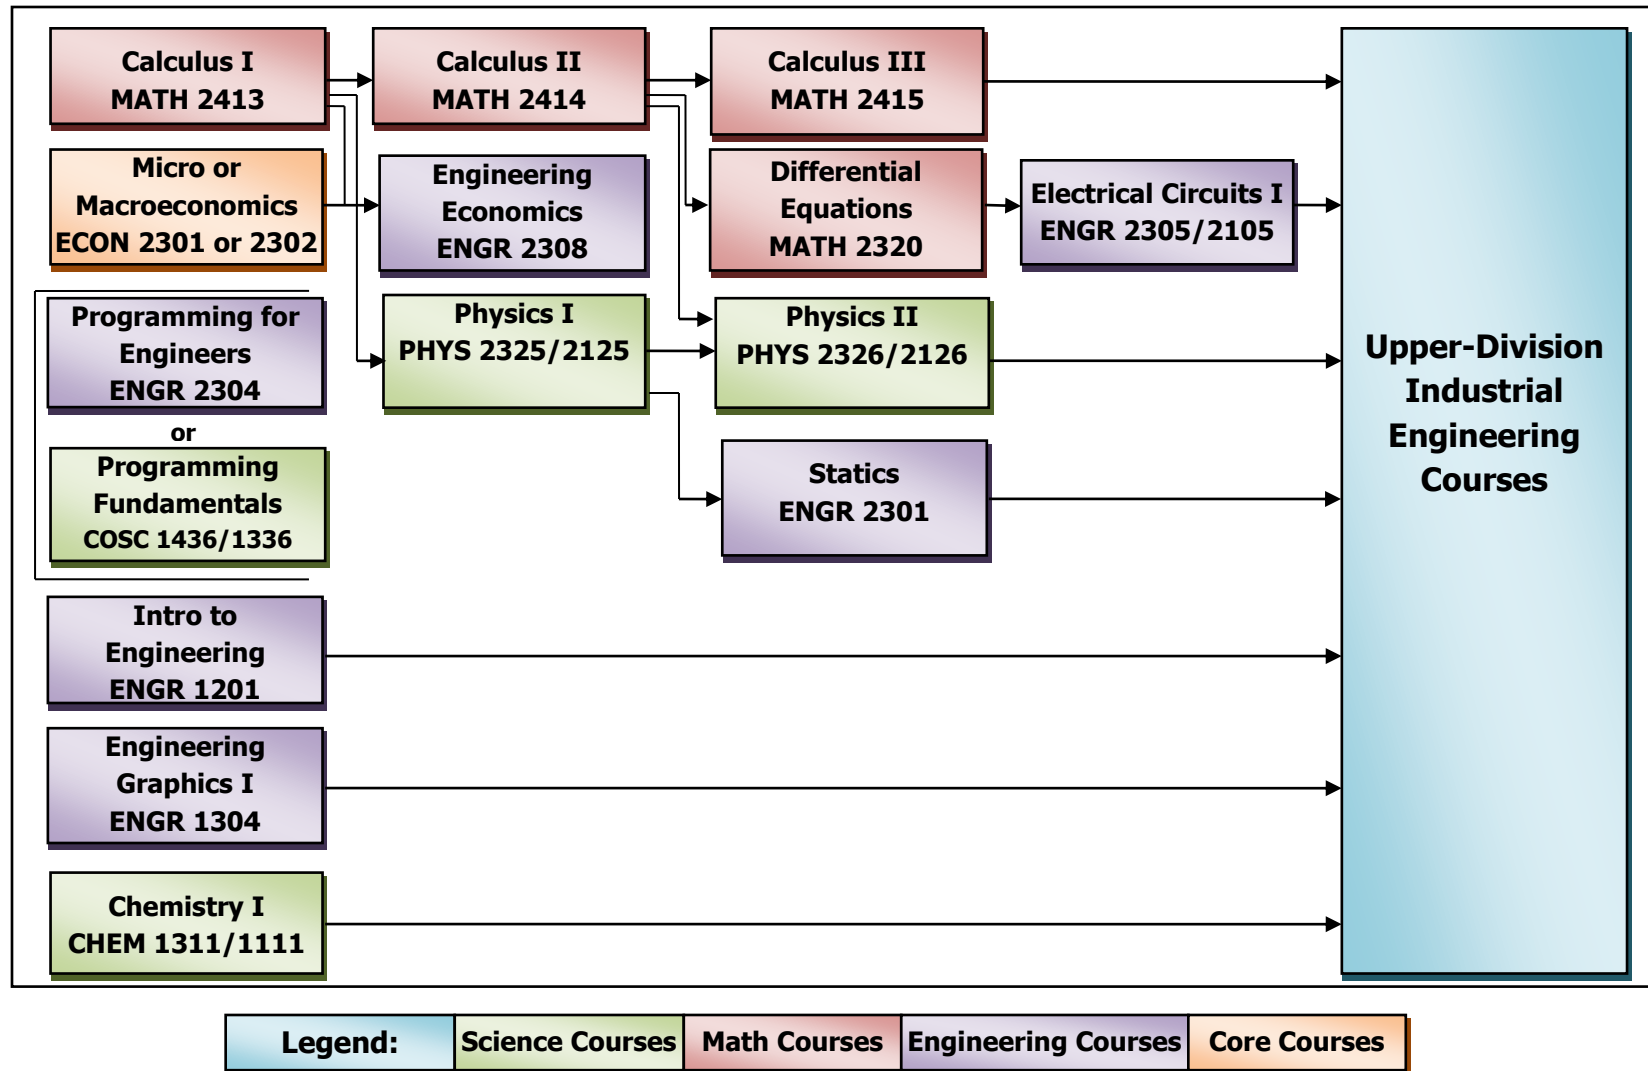 Calculus I
MATH 2413
Calculus II
MATH 2414
Calculus III
MATH 2415
Micro or
Macroeconomics
ECON 2301 or 2302
Engineering
Economics
ENGR 2308
Differential
Equations
MATH 2320
Electrical Circuits I
ENGR 2305/2105
Programming for
Engineers
ENGR 2304
or
Programming
Fundamentals
COSC 1436/1336
Physics I
PHYS 2325/2125
Physics II
PHYS 2326/2126
Statics
ENGR 2301
Intro to
Engineering
ENGR 1201
Engineering
Graphics I
ENGR 1304
Chemistry I
CHEM 1311/1111
Upper-Division
Industrial
Engineering
Courses
Legend:
Science Courses
Math Courses
Engineering Courses
Core Courses